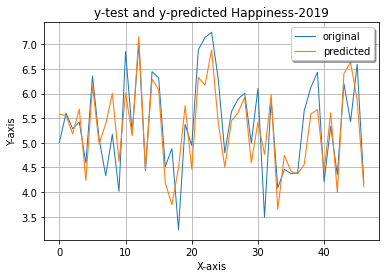 y-test and y-predicted Happiness-2019
original
predicted
Y-axis
7.0
6.5
6.0
5.5
5.0
4.5
4.0
3.5
0 10 20 30 40
X-axis